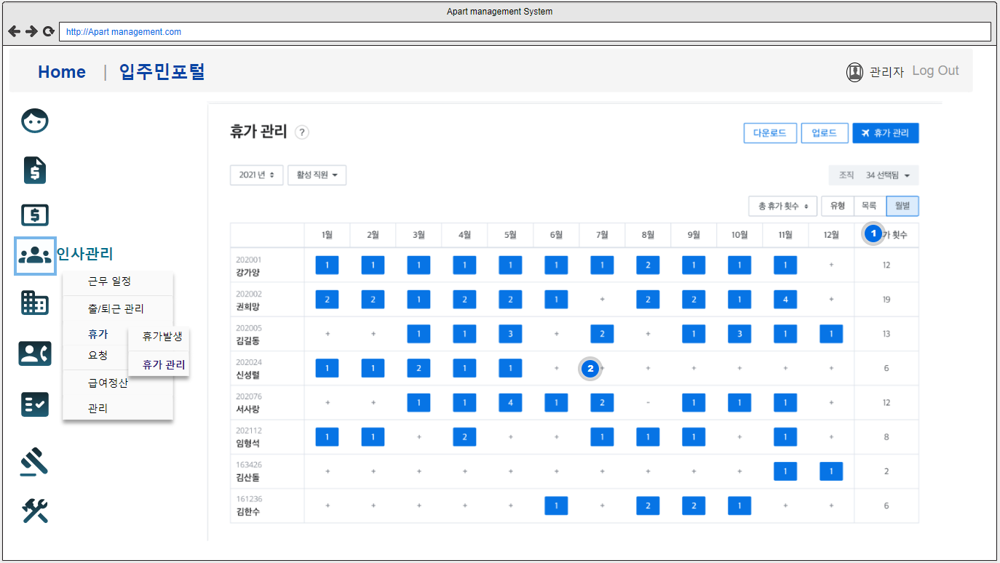 Apart management System
http://Apart management.com
Home | 입주민포털
관리자 Log Out
인사관리
근무 일정
출/퇴근 관리
휴가
요청
급여정산
관리
휴가발생
휴가 관리
휴가 관리 ?
다운로드 업로드 휴가 관리
2021 년 활성 직원
조직 34 선택됨
총 휴가 횟수 유형 목록 월별
1월 2월 3월 4월 5월 6월 7월 8월 9월 10월 11월 12월 1 가 횟수
202001
강가양 1 1 1 1 1 1 1 2 1 1 1 + 12
202002
권희망 2 2 1 2 2 1 + 2 2 1 4 + 19
202005
김길동 + + 1 1 3 + 2 + 1 3 1 1 13
202024
신성렬 1 1 2 1 1 + 2 + + + + + + 6
202076
서사랑 + + 1 1 4 1 2 - 1 1 1 + 12
202112
임형석 1 1 + 2 + + 1 1 1 + 1 + 8
163426
김산돌 + + + + + + + + + + 1 1 2
161236
김한수 + + + + + 1 + 2 2 1 + + 6